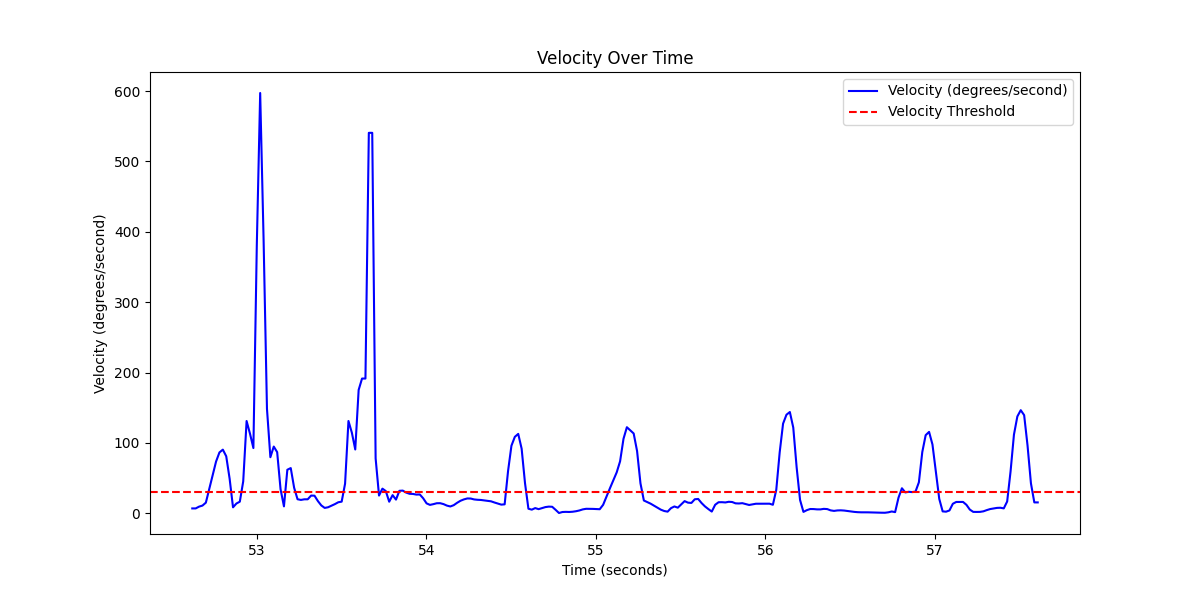 Velocity Over Time
Velocity (degrees/second)
Velocity Threshold
Velocity (degrees/second)
600
500
400
300
200
100
0
53
54
55
56
57
Time (seconds)